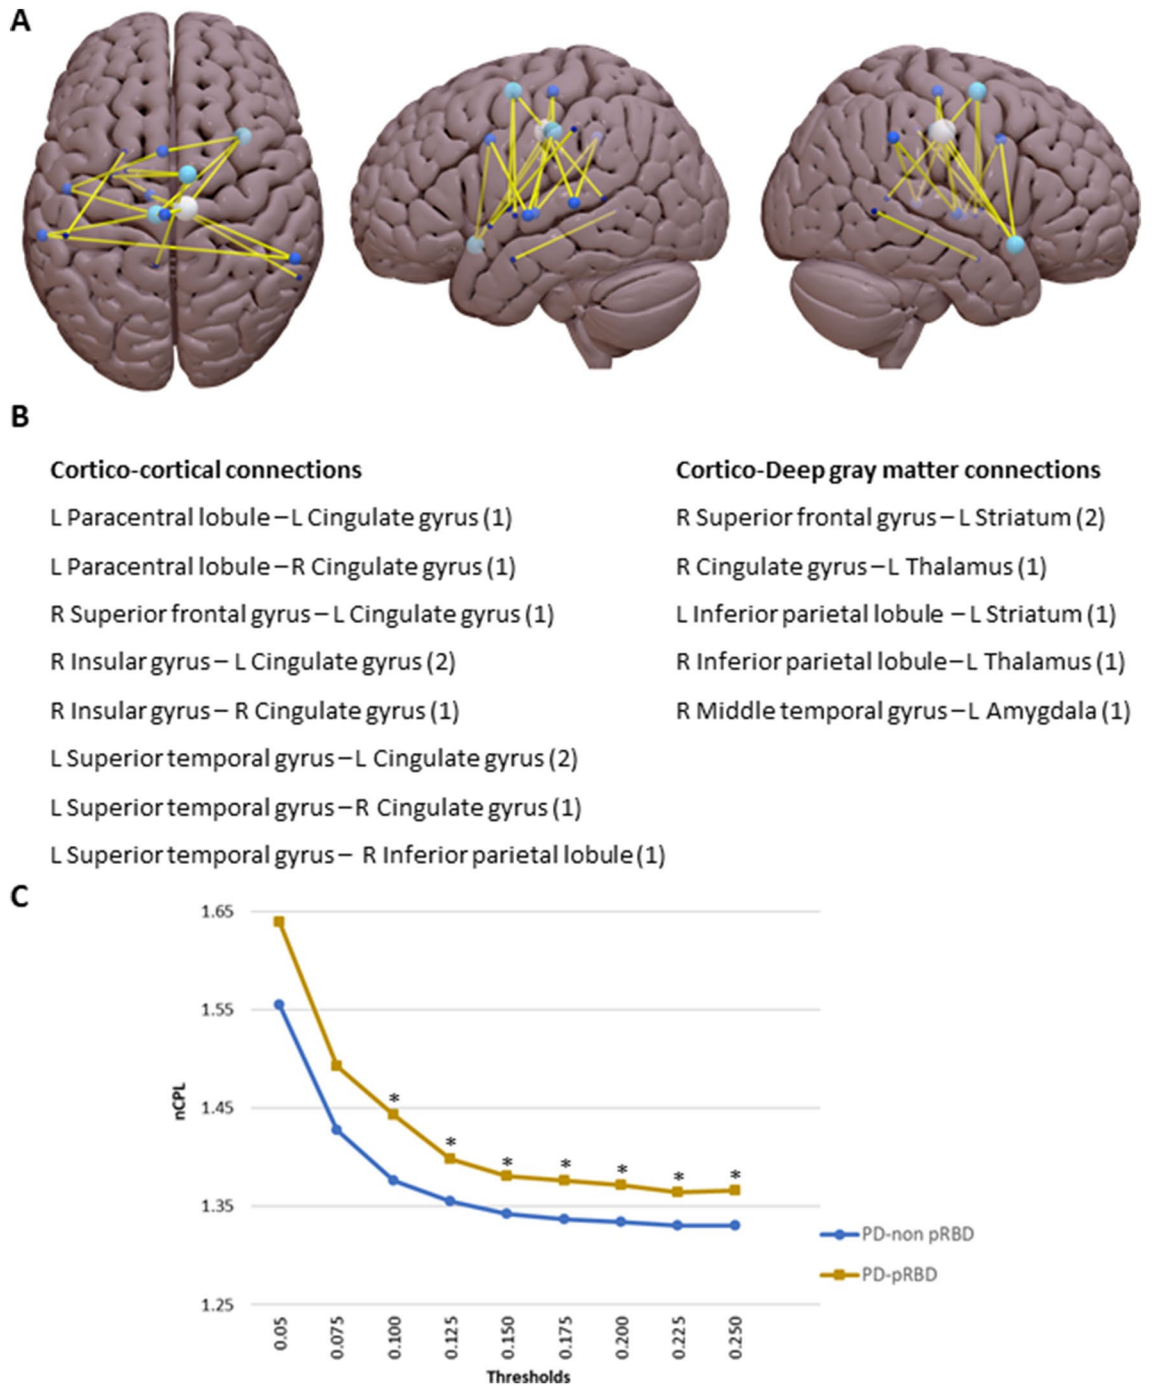 A
B
Cortico-cortical connections
L Paracentral lobule – L Cingulate gyrus (1)
L Paracentral lobule – R Cingulate gyrus (1)
R Superior frontal gyrus – L Cingulate gyrus (1)
R Insular gyrus – L Cingulate gyrus (2)
R Insular gyrus – R Cingulate gyrus (1)
L Superior temporal gyrus – L Cingulate gyrus (2)
L Superior temporal gyrus – R Cingulate gyrus (1)
L Superior temporal gyrus – R Inferior parietal lobule (1)
Cortico-Deep gray matter connections
R Superior frontal gyrus – L Striatum (2)
R Cingulate gyrus – L Thalamus (1)
L Inferior parietal lobule – L Striatum (1)
R Inferior parietal lobule – L Thalamus (1)
R Middle temporal gyrus – L Amygdala (1)
C
nCPL
1.65
1.55
1.45
1.35
1.25
* * * * * * *
PD-non pRBD
PD-pRBD
0.05 0.075 0.100 0.125 0.150 0.175 0.200 0.225 0.250
Thresholds